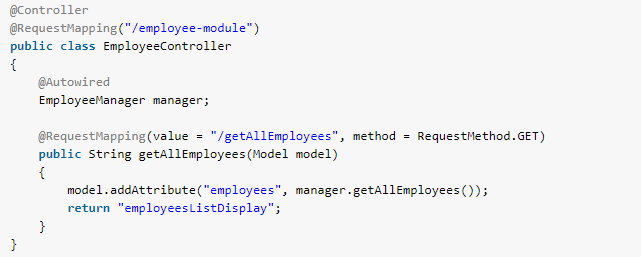 @Controller
@RequestMapping("/employee-module")
public class EmployeeController
{
    @Autowired
    EmployeeManager manager;

    @RequestMapping(value = "/getAllEmployees", method = RequestMethod.GET)
    public String getAllEmployees(Model model)
    {
        model.addAttribute("employees", manager.getAllEmployees());
        return "employeesListDisplay";
    }
}